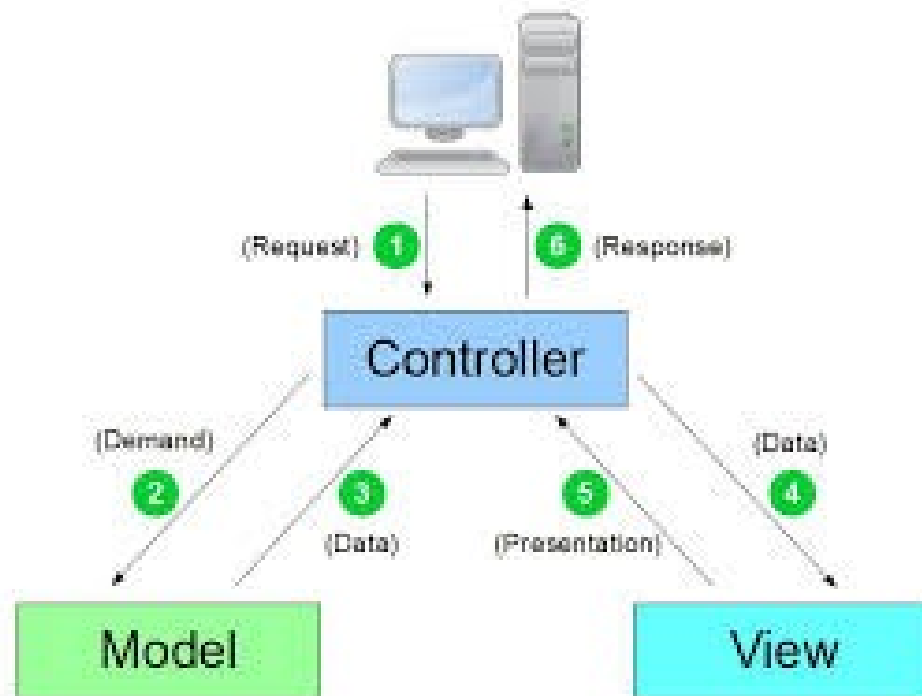 (Request) 1
6 (Response)
Controller
(Demand)
2
3
(Data)
5
(Presentation)
(Data)
4
Model
View